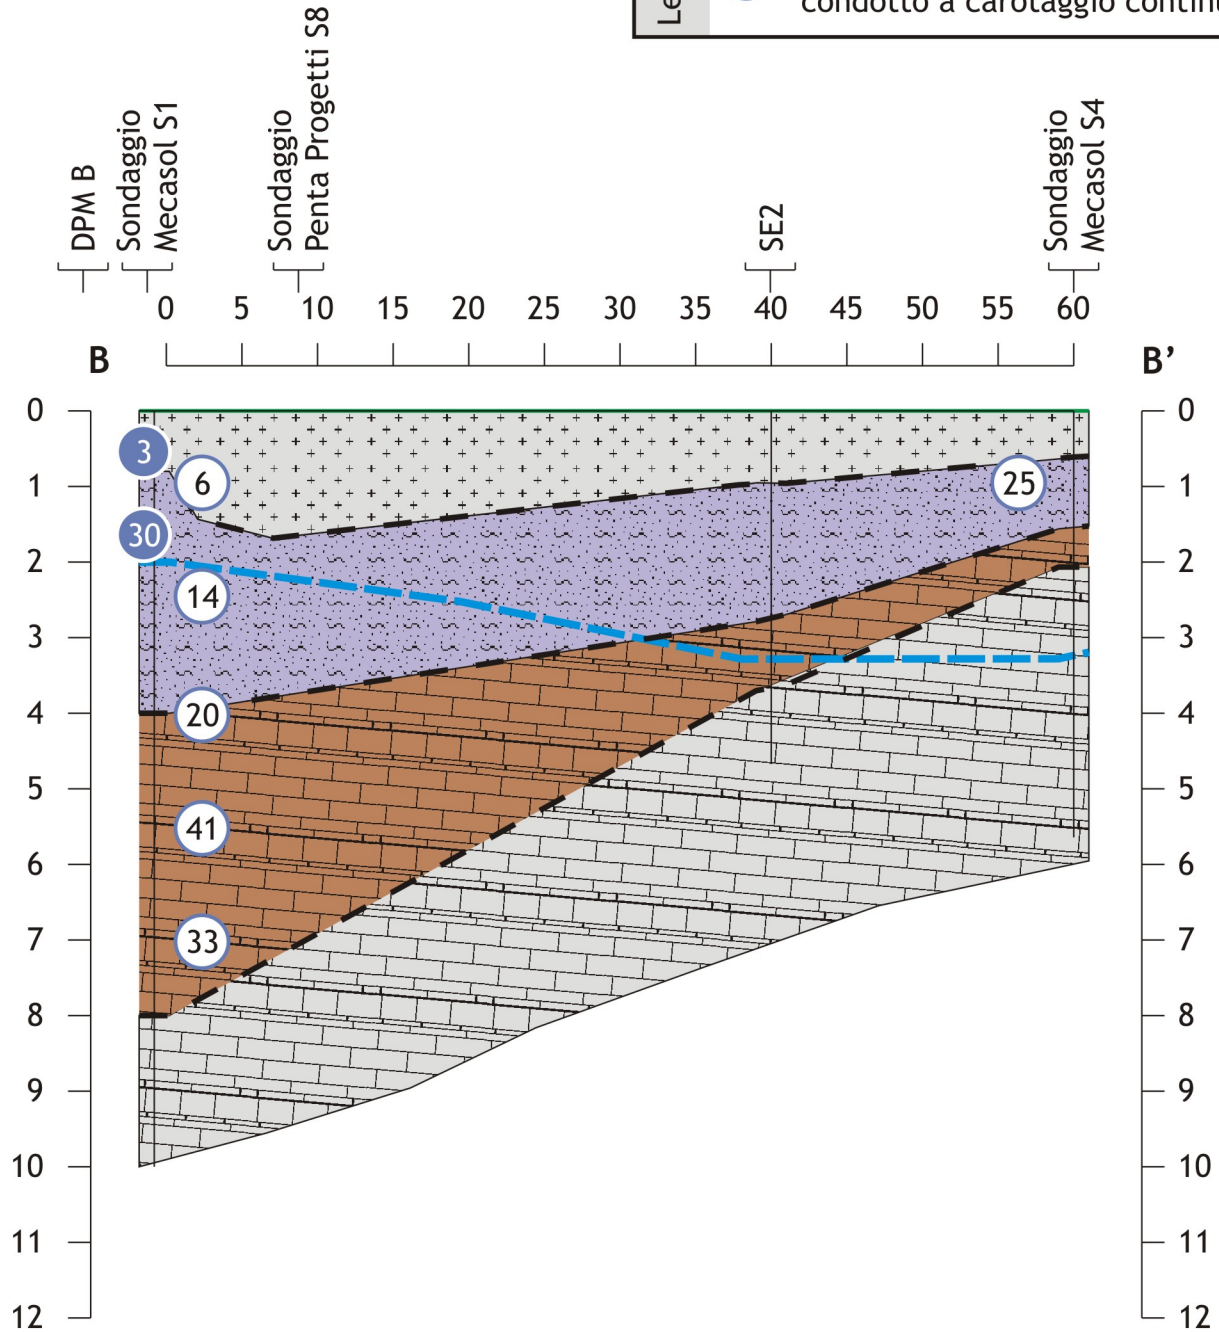 Le
condotto a carotaggio contin
DPM B
Sondaggio
Mecasol S1
Sondaggio
Penta Progetti S8
SE2
Sondaggio
Mecasol S4
0 5 10 15 20 25 30 35 40 45 50 55 60
B B’
0 0
3
6 25
1 1
30
2 2
14
3 3
20
4 4
5 5
41
6 6
33
7 7
8 8
9 9
10 10
11 11
12 12